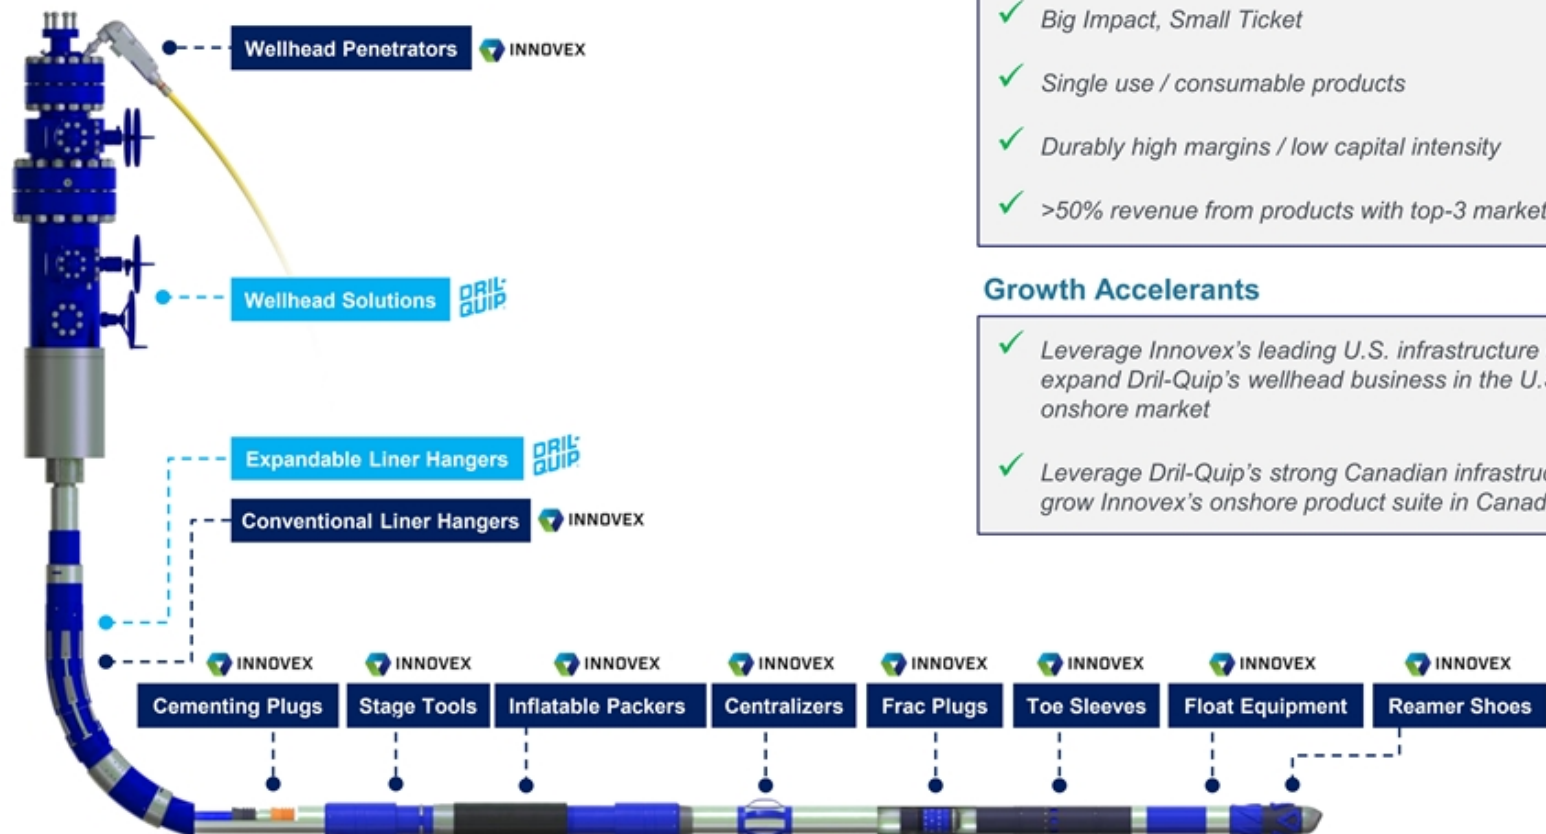 Wellhead Penetrators
INNOVEX
Wellhead Solutions
DRIL-
QUIP
Expandable Liner Hangers
DRIL-
QUIP
Conventional Liner Hangers
INNOVEX
INNOVEX
INNOVEX
INNOVEX
INNOVEX
INNOVEX
INNOVEX
INNOVEX
INNOVEX
Cementing Plugs
Stage Tools
Inflatable Packers
Centralizers
Frac Plugs
Toe Sleeves
Float Equipment
Reamer Shoes
Big Impact, Small Ticket
Single use / consumable products
Durably high margins / low capital intensity
>50% revenue from products with top-3 market
Growth Accelerants
Leverage Innovex's leading U.S. infrastructure
expand Dril-Quip's wellhead business in the U.S
onshore market
Leverage Dril-Quip's strong Canadian infrastruc
grow Innovex's onshore product suite in Canad